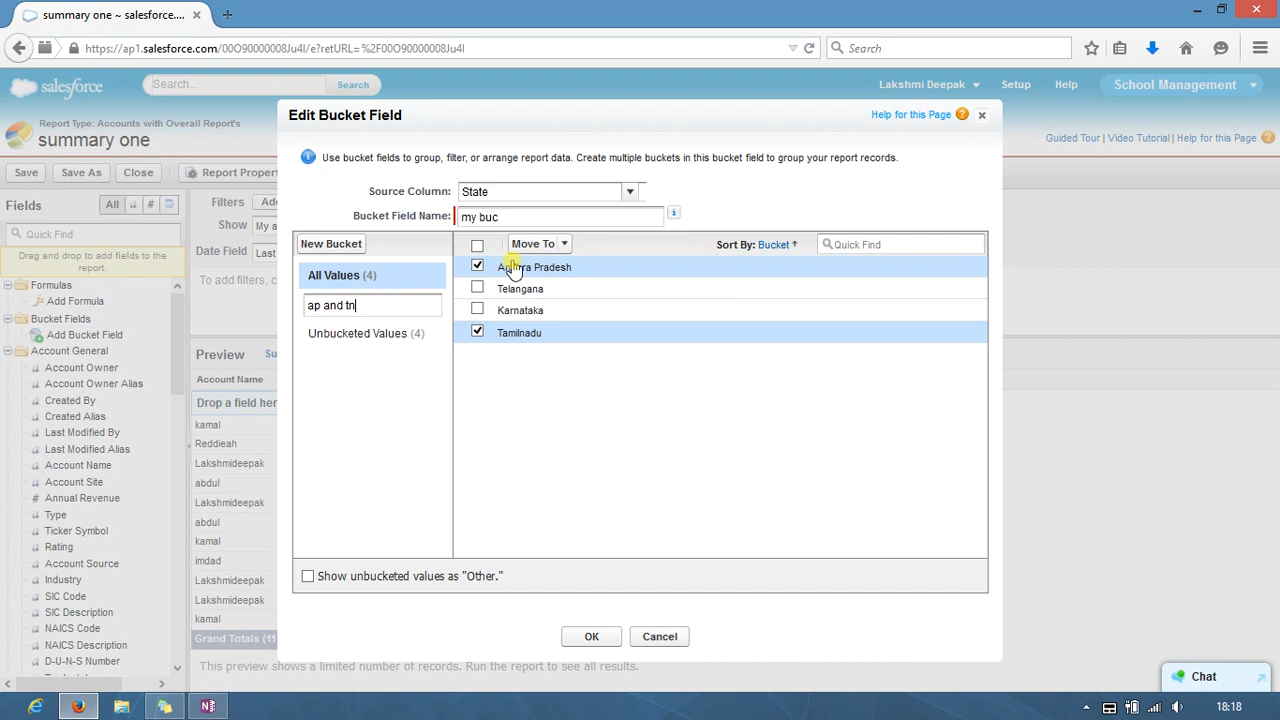 summary one ~ salesforce....
https://ap1.salesforce.com/00O90000008Ju4l/e?retURL=%2F00O90000008Ju4l
Search
salesforce
Search...
Search
Lakshmi Deepak
Setup
Help
School Management
Report Type: Accounts with Overall Report's
summary one
Guided Tour | Video Tutorial | Help for this Page
Save
Save As
Close
Report Proper
Fields
All
#
Quick Find
Drag and drop to add fields to the
report.
Formulas
Add Formula
Bucket Fields
Add Bucket Field
Account General
Account Owner
Account Owner Alias
Created By
Created Alias
Last Modified By
Last Modified Alias
Account Name
Account Site
# Annual Revenue
Type
Ticker Symbol
Rating
Account Source
Industry
SIC Code
SIC Description
NAICS Code
NAICS Description
D-U-N-S Number
Filters
Add
Show
My a
Date Field
Last
To add filters, c
Preview
Su
Account Name
Drop a field her
kamal
Reddieah
Lakshmideepak
abdul
Lakshmideepak
abdul
kamal
imdad
Lakshmideepak
Lakshmideepak
kamal
Grand Totals (11
This preview shows a limited number of records. Run the report to see all results.
Edit Bucket Field
Help for this Page
Use bucket fields to group, filter, or arrange report data. Create multiple buckets in this bucket field to group your report records.
Source Column:
State
Bucket Field Name:
my buc
New Bucket
Move To
Sort By: Bucket
Quick Find
All Values (4)
ap and tn
Unbucketed Values (4)
Andhra Pradesh
Telangana
Karnataka
Tamilnadu
Show unbucketed values as "Other."
OK
Cancel
Chat
18:18